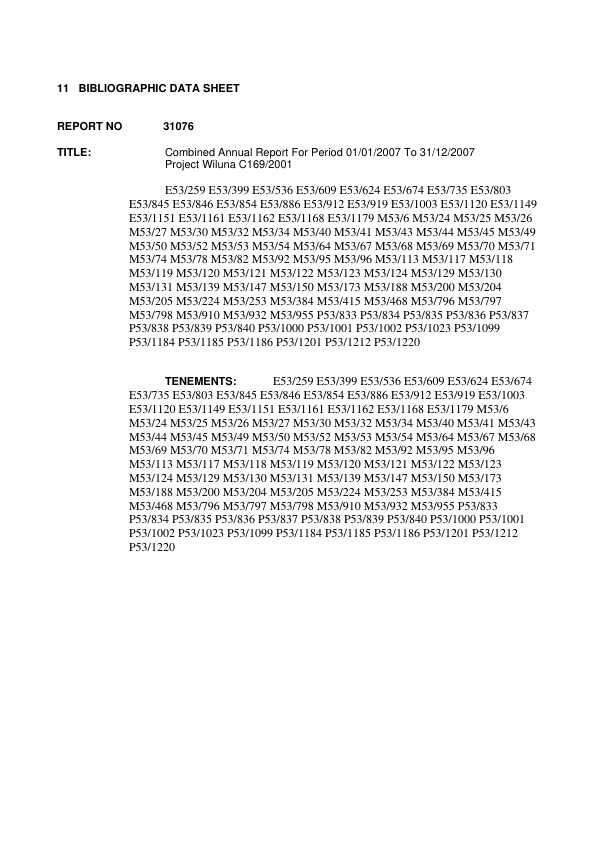 11 BIBLIOGRAPHIC DATA SHEET
REPORT NO 31076
TITLE: Combined Annual Report For Period 01/01/2007 To 31/12/2007
Project Wiluna C169/2001
E53/259 E53/399 E53/536 E53/609 E53/624 E53/674 E53/735 E53/803
E53/845 E53/846 E53/854 E53/886 E53/912 E53/919 E53/1003 E53/1120 E53/1149
E53/1151 E53/1161 E53/1162 E53/1168 E53/1179 M53/6 M53/24 M53/25 M53/26
M53/27 M53/30 M53/32 M53/34 M53/40 M53/41 M53/43 M53/44 M53/45 M53/49
M53/50 M53/52 M53/53 M53/54 M53/64 M53/67 M53/68 M53/69 M53/70 M53/71
M53/74 M53/78 M53/82 M53/92 M53/95 M53/96 M53/113 M53/117 M53/118
M53/119 M53/120 M53/121 M53/122 M53/123 M53/124 M53/129 M53/130
M53/131 M53/139 M53/147 M53/150 M53/173 M53/188 M53/200 M53/204
M53/205 M53/224 M53/253 M53/384 M53/415 M53/468 M53/796 M53/797
M53/798 M53/910 M53/932 M53/955 P53/833 P53/834 P53/835 P53/836 P53/837
P53/838 P53/839 P53/840 P53/1000 P53/1001 P53/1002 P53/1023 P53/1099
P53/1184 P53/1185 P53/1186 P53/1201 P53/1212 P53/1220
TENEMENTS: E53/259 E53/399 E53/536 E53/609 E53/624 E53/674
E53/735 E53/803 E53/845 E53/846 E53/854 E53/886 E53/912 E53/919 E53/1003
E53/1120 E53/1149 E53/1151 E53/1161 E53/1162 E53/1168 E53/1179 M53/6
M53/24 M53/25 M53/26 M53/27 M53/30 M53/32 M53/34 M53/40 M53/41 M53/43
M53/44 M53/45 M53/49 M53/50 M53/52 M53/53 M53/54 M53/64 M53/67 M53/68
M53/69 M53/70 M53/71 M53/74 M53/78 M53/82 M53/92 M53/95 M53/96
M53/113 M53/117 M53/118 M53/119 M53/120 M53/121 M53/122 M53/123
M53/124 M53/129 M53/130 M53/131 M53/139 M53/147 M53/150 M53/173
M53/188 M53/200 M53/204 M53/205 M53/224 M53/253 M53/384 M53/415
M53/468 M53/796 M53/797 M53/798 M53/910 M53/932 M53/955 P53/833
P53/834 P53/835 P53/836 P53/837 P53/838 P53/839 P53/840 P53/1000 P53/1001
P53/1002 P53/1023 P53/1099 P53/1184 P53/1185 P53/1186 P53/1201 P53/1212
P53/1220